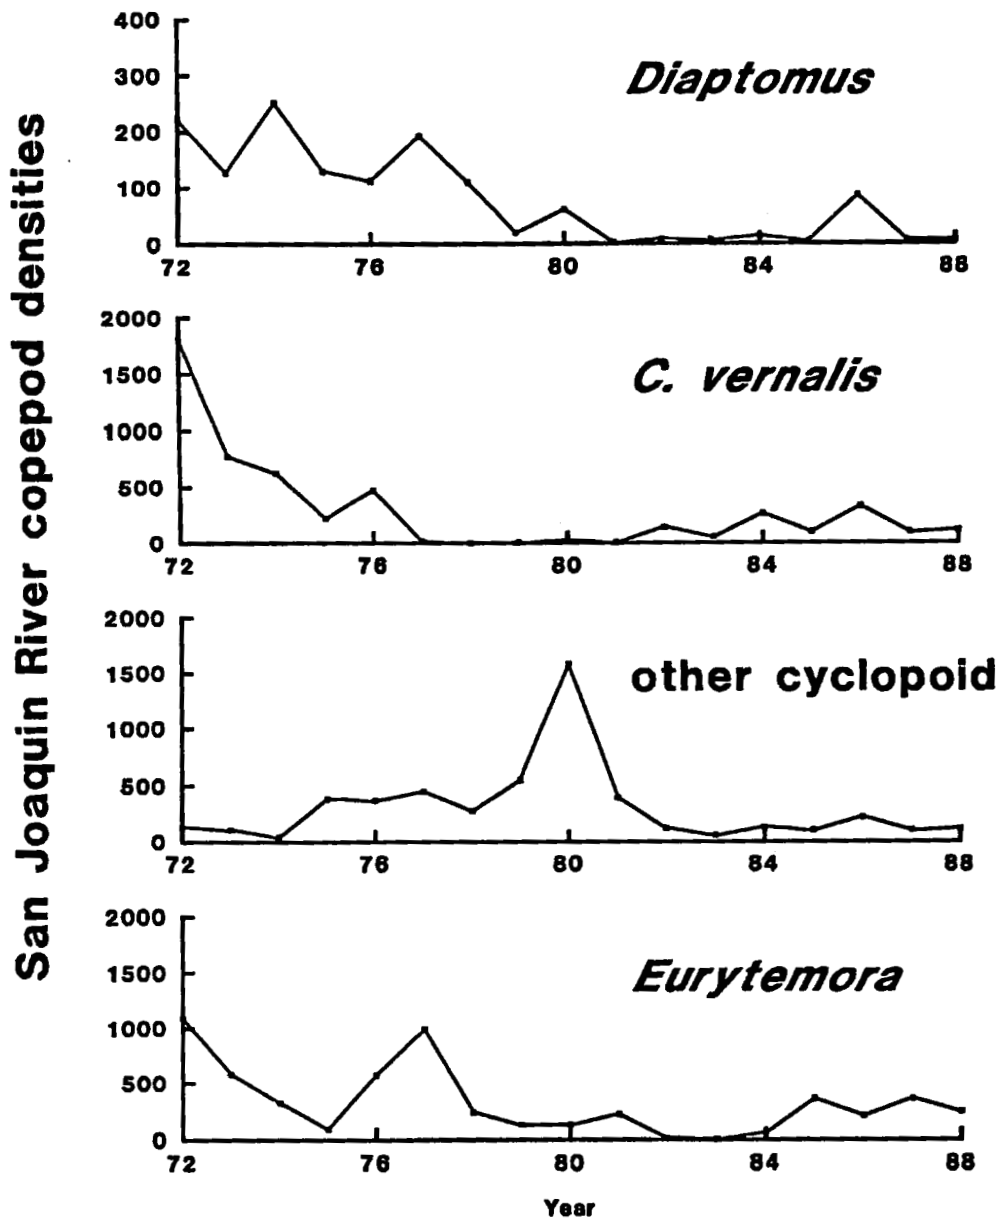 San Joaquin River copepod densities
400
300
200
100
0
Diaptomus
72 76 80 84 88
2000
1500
1000
500
0
C. vernalis
72 76 80 84 88
2000
1500
1000
500
0
other cyclopoid
72 76 80 84 88
2000
1500
1000
500
0
Eurytemora
72 76 80 84 88
Year